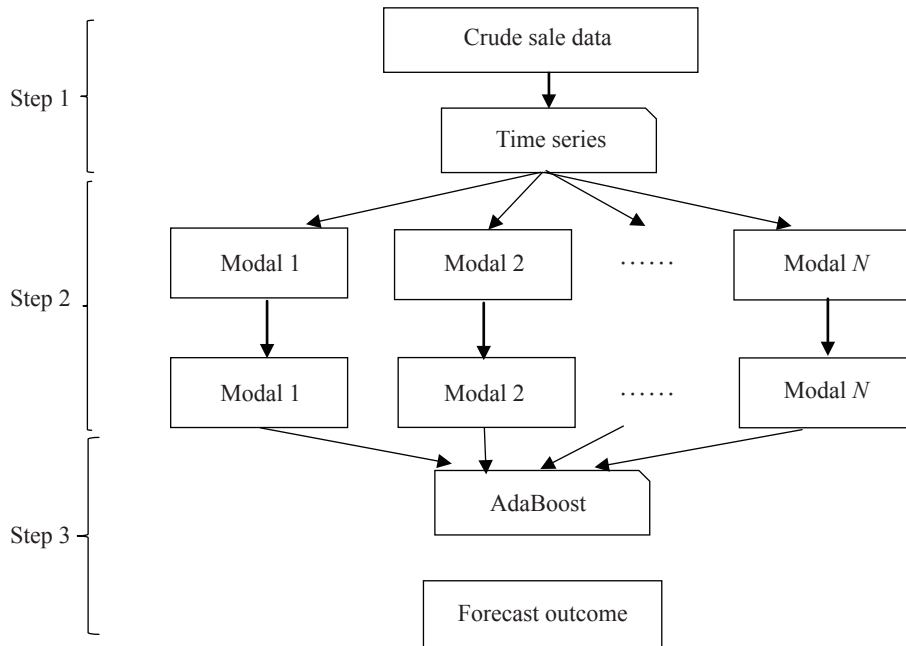 Crude sale data
Step 1
Time series
Modal 1
Modal 2
......
Modal N
Step 2
Modal 1
Modal 2
......
Modal N
AdaBoost
Step 3
Forecast outcome